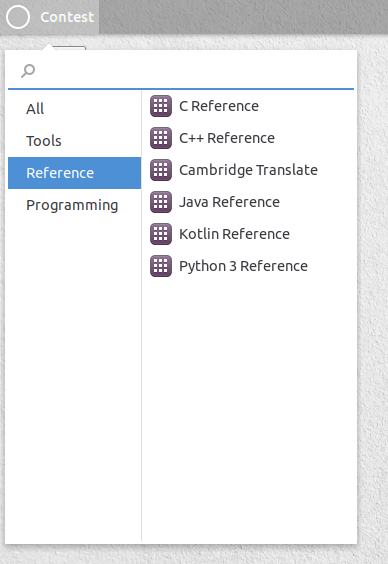 Contest
All
Tools
Reference
Programming
C Reference
C++ Reference
Cambridge Translate
Java Reference
Kotlin Reference
Python 3 Reference